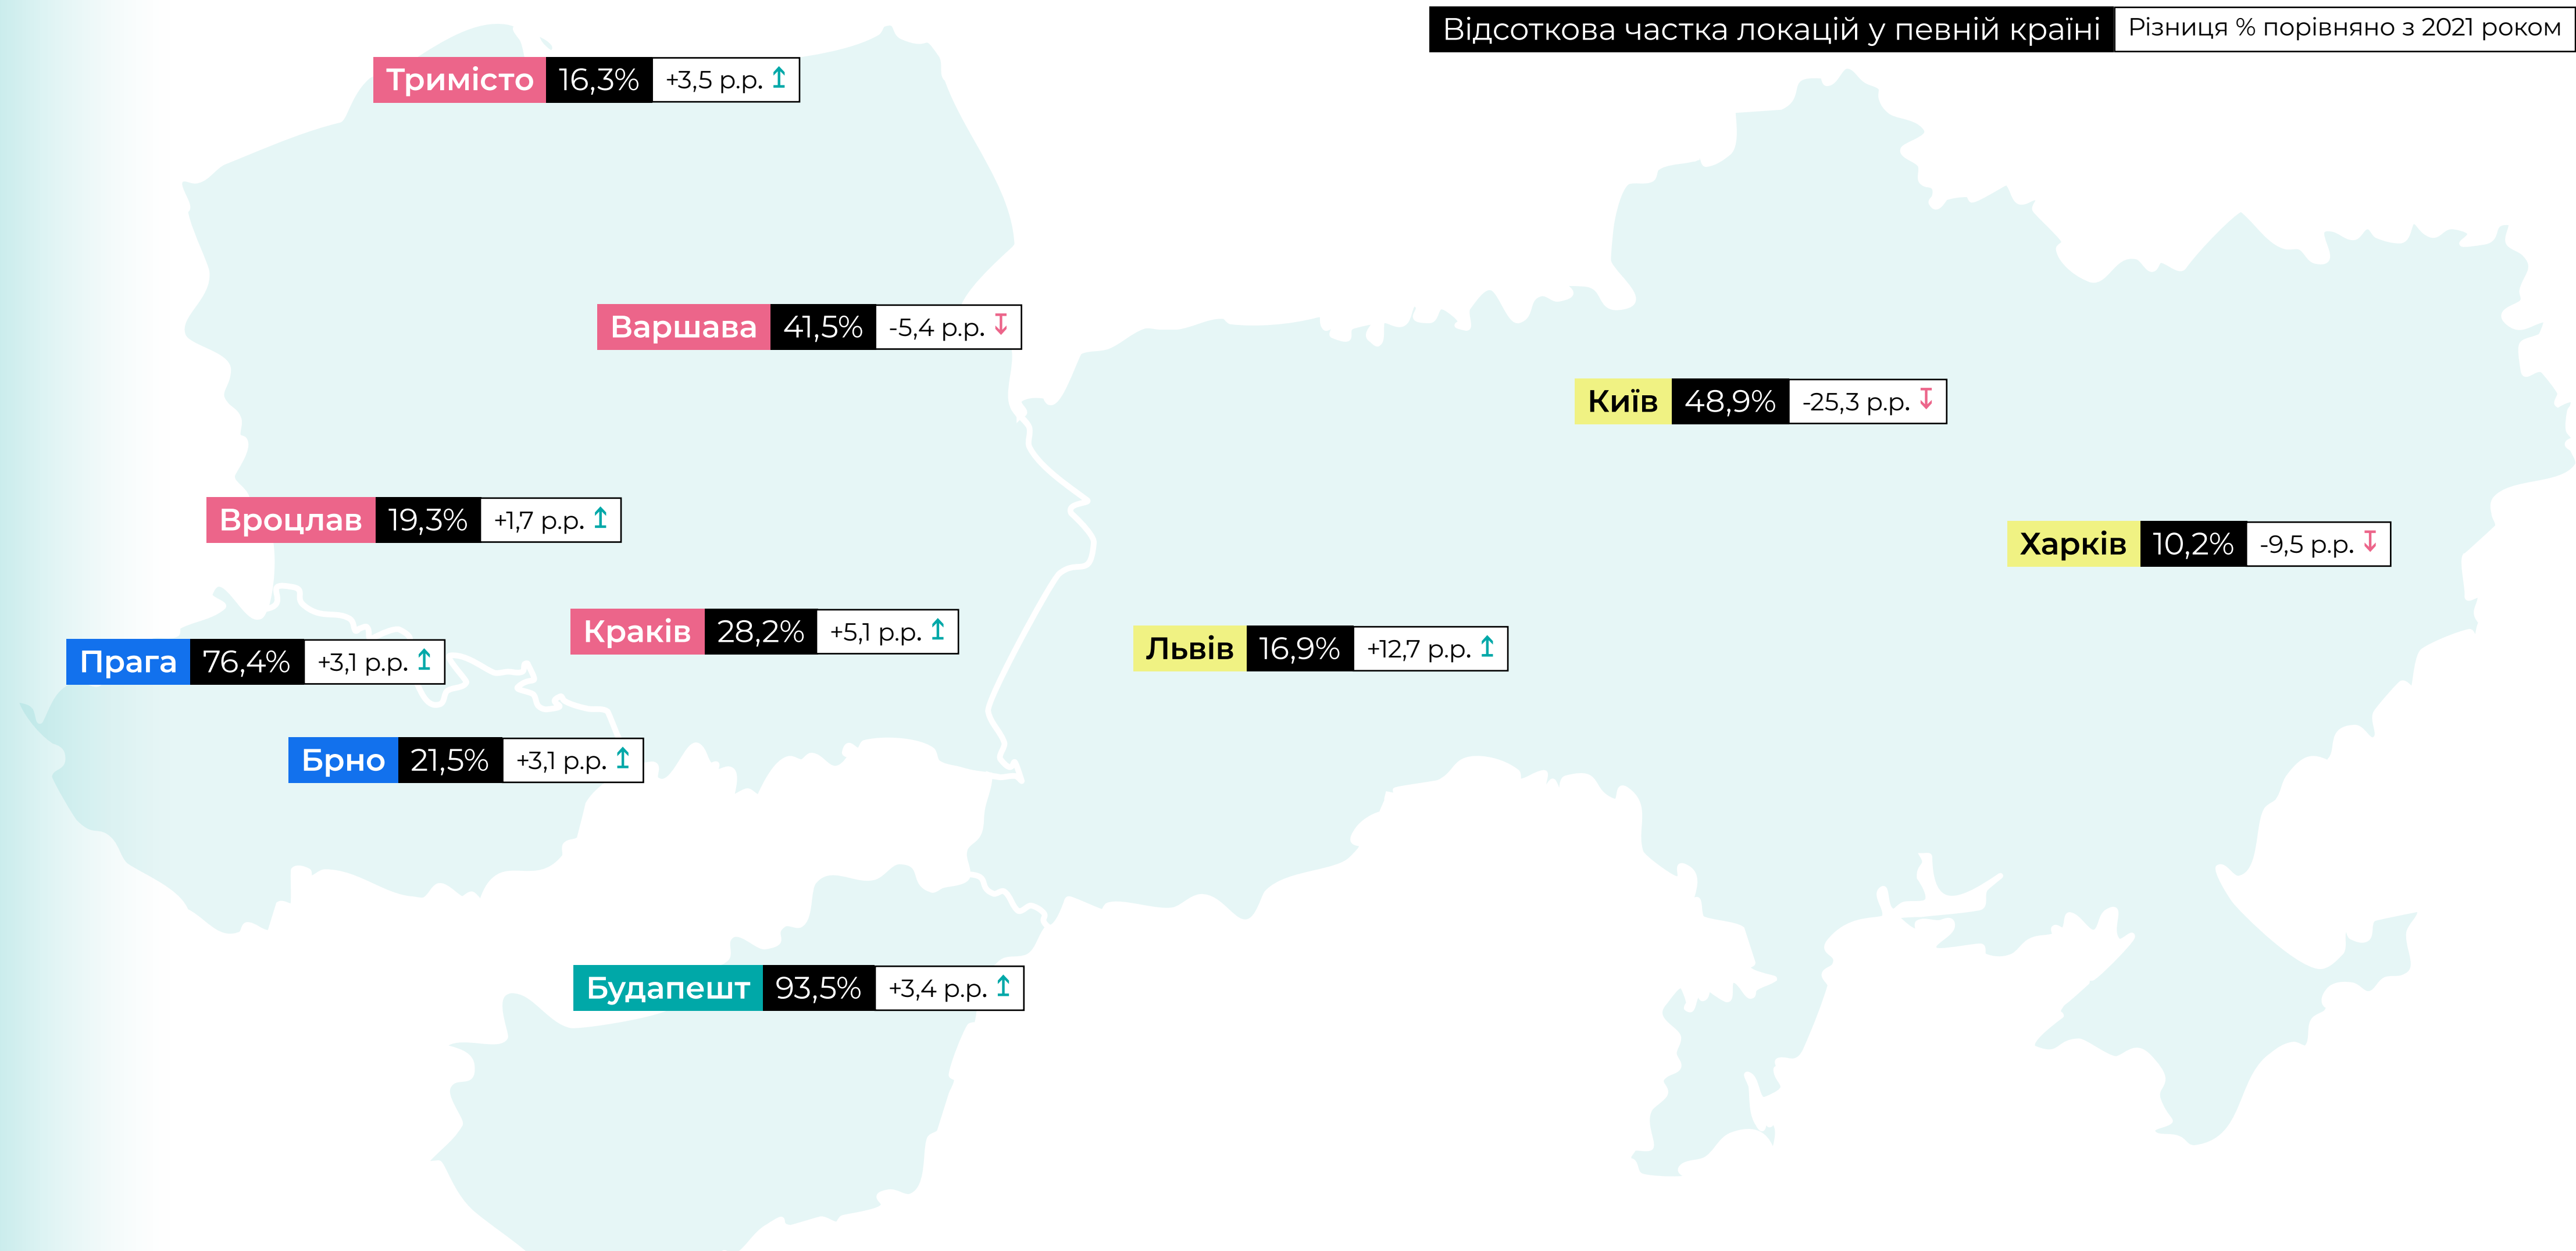 Відсоткова частка локацій у певній країні Різниця % порівняно з 2021 роком
Тримісто 16,3% +3,5 p.p. ↥
Варшава 41,5% -5,4 p.p. ↧
Київ 48,9% -25,3 p.p. ↧
Вроцлав 19,3% +1,7 p.p. ↥
Харків 10,2% -9,5 p.p. ↧
Краків 28,2% +5,1 p.p. ↥
Львів 16,9% +12,7 p.p. ↥
Прага 76,4% +3,1 p.p. ↥
Брно 21,5% +3,1 p.p. ↥
Будапешт 93,5% +3,4 p.p. ↥